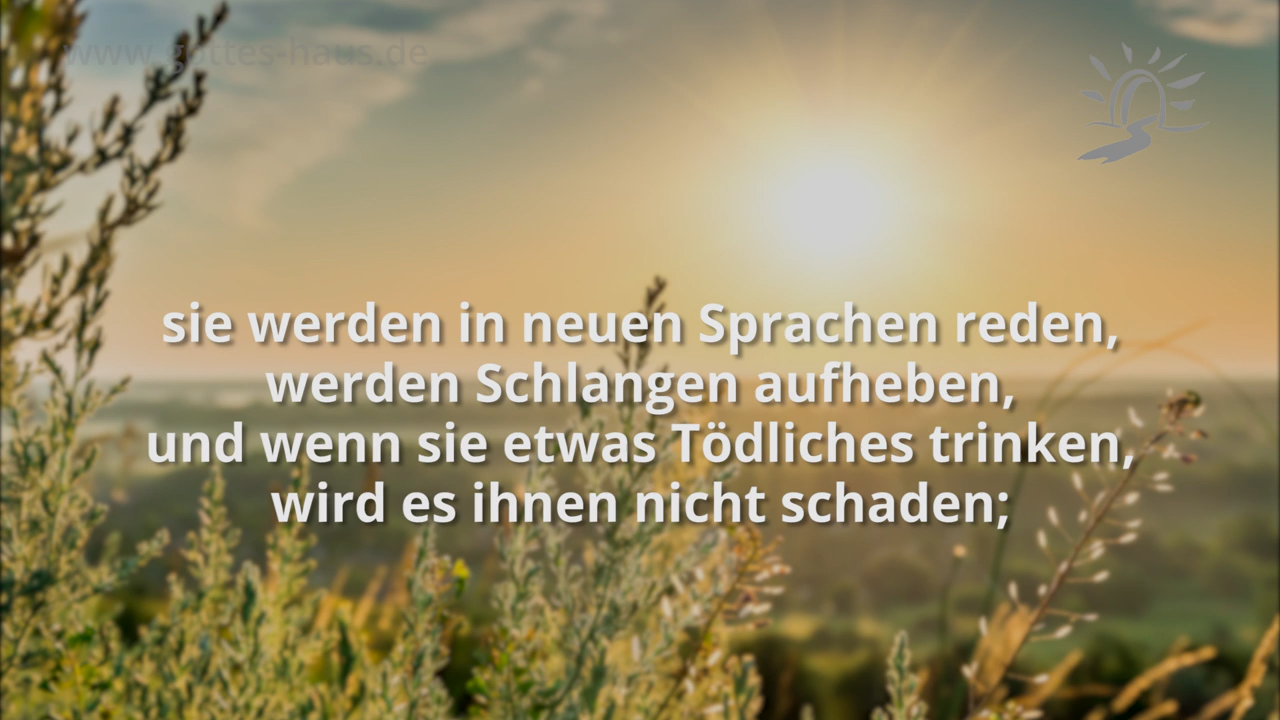 www.gottes-haus.de
sie werden in neuen Sprachen reden,
werden Schlangen aufheben,
und wenn sie etwas Tödliches trinken,
wird es ihnen nicht schaden;